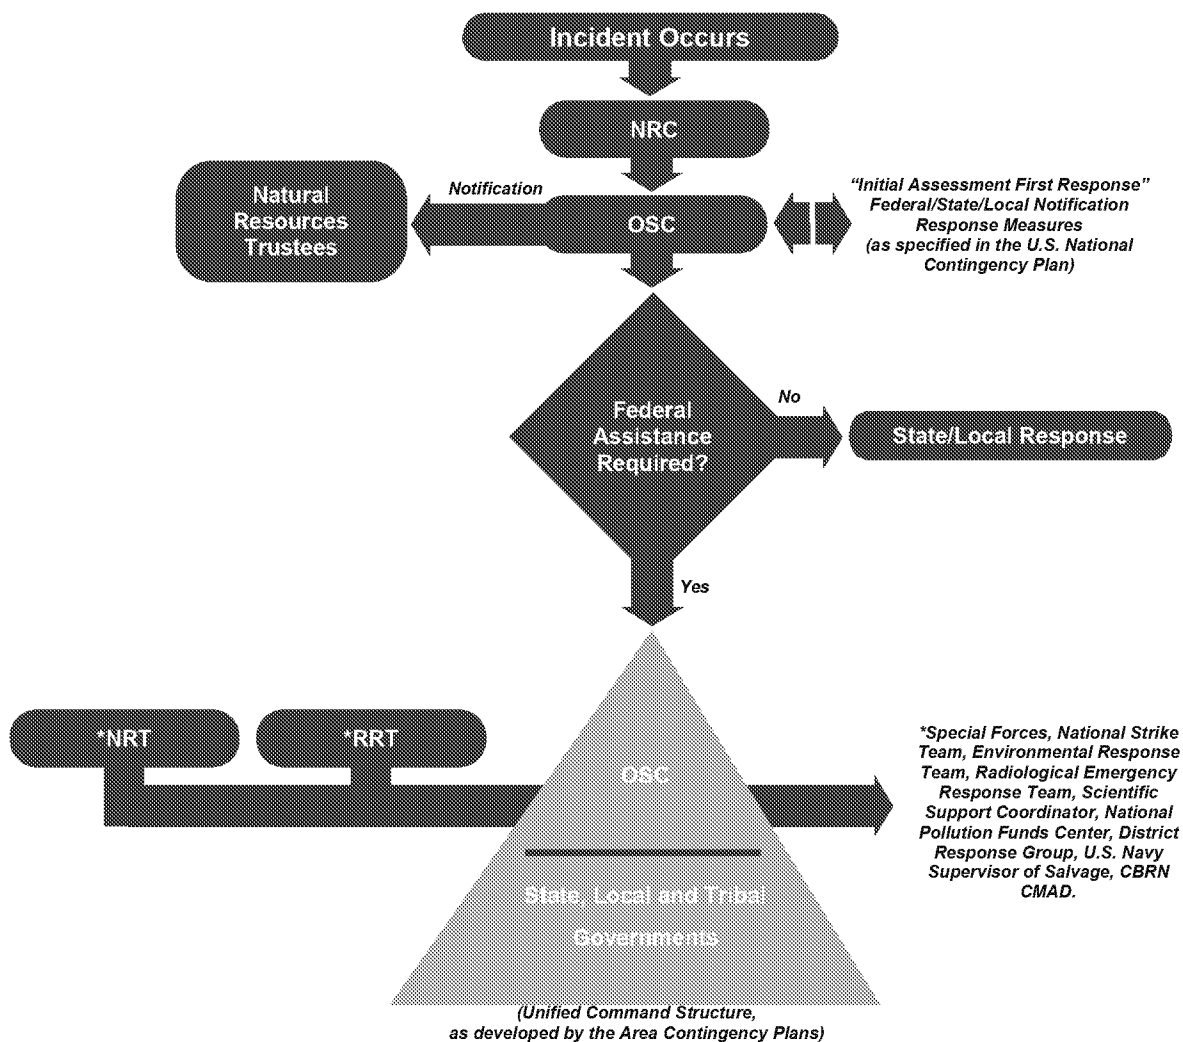 Incident Occurs
NRC
Natural
Resources
Trustees
Notification
OSC
“Initial Assessment First Response”
Federal/State/Local Notification
Response Measures
(as specified in the U.S. National
Contingency Plan)
Federal
Assistance
Required?
No
State/Local Response
Yes
*NRT
*RRT
OSC
State, Local and Tribal
Governments
*Special Forces, National Strike
Team, Environmental Response
Team, Radiological Emergency
Response Team, Scientific
Support Coordinator, National
Pollution Funds Center, District
Response Group, U.S. Navy
Supervisor of Salvage, CBRN
CMAD.
(Unified Command Structure,
as developed by the Area Contingency Plans)